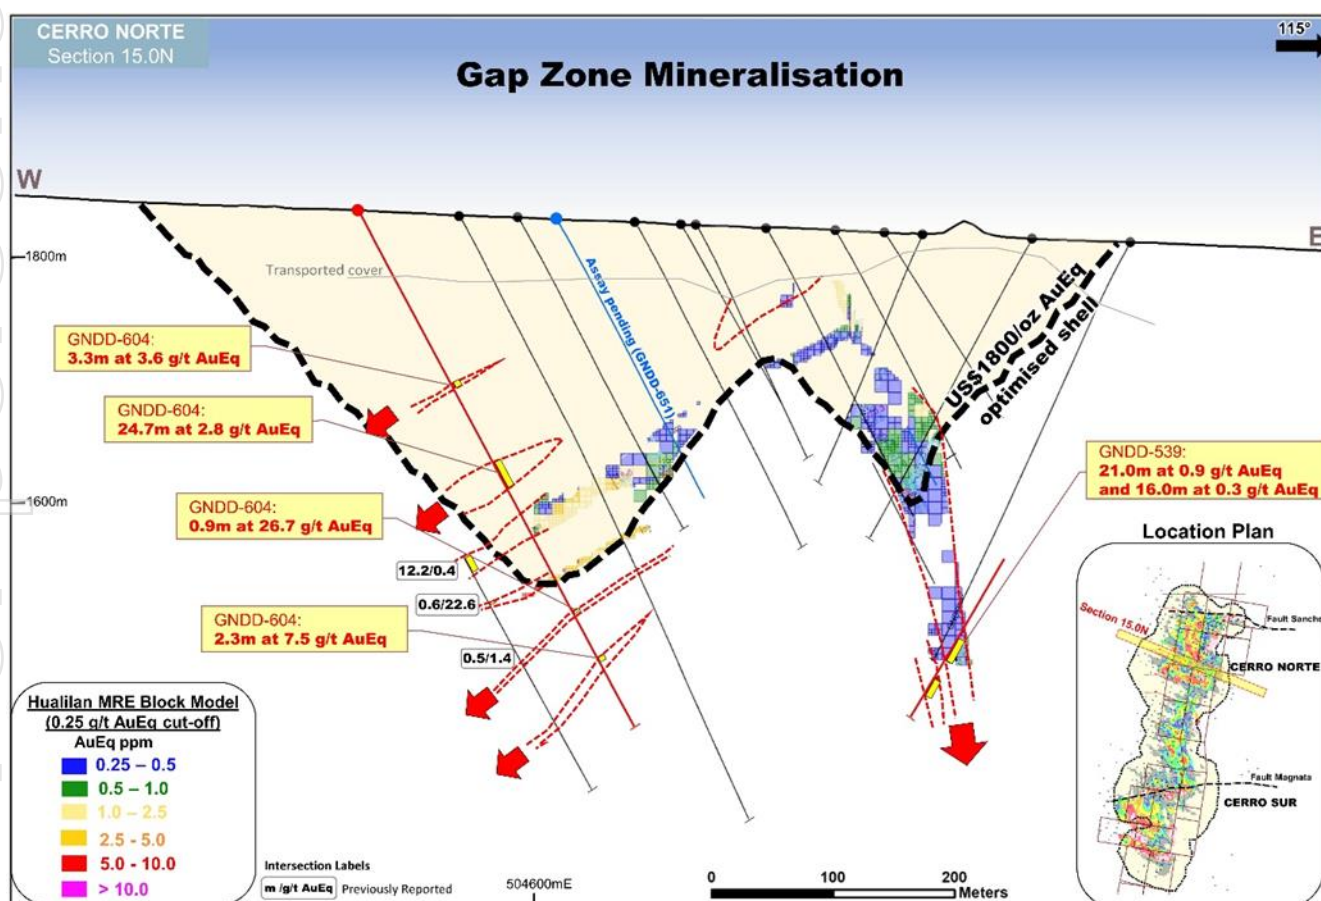 CERRO NORTE
Section 15.0N
115°
Gap Zone Mineralisation
W
E
1800m
Transported cover
Assay pending (GNDD-651)
US$1800/oz AuEq
optimised shell
GNDD-604:
3.3m at 3.6 g/t AuEq
GNDD-604:
24.7m at 2.8 g/t AuEq
GNDD-539:
21.0m at 0.9 g/t AuEq
and 16.0m at 0.3 g/t AuEq
1600m
GNDD-604:
0.9m at 26.7 g/t AuEq
12.2/0.4
0.6/22.6
GNDD-604:
2.3m at 7.5 g/t AuEq
0.5/1.4
Location Plan
Section 15.0N
Fault Sanche
CERRO NORTE
Fault Magnata
CERRO SUR
Hualilan MRE Block Model
(0.25 g/t AuEq cut-off)
AuEq ppm
0.25 – 0.5
0.5 – 1.0
1.0 – 2.5
2.5 - 5.0
5.0 - 10.0
> 10.0
Intersection Labels
m /g/t AuEq Previously Reported
504600mE
0 100 200
Meters